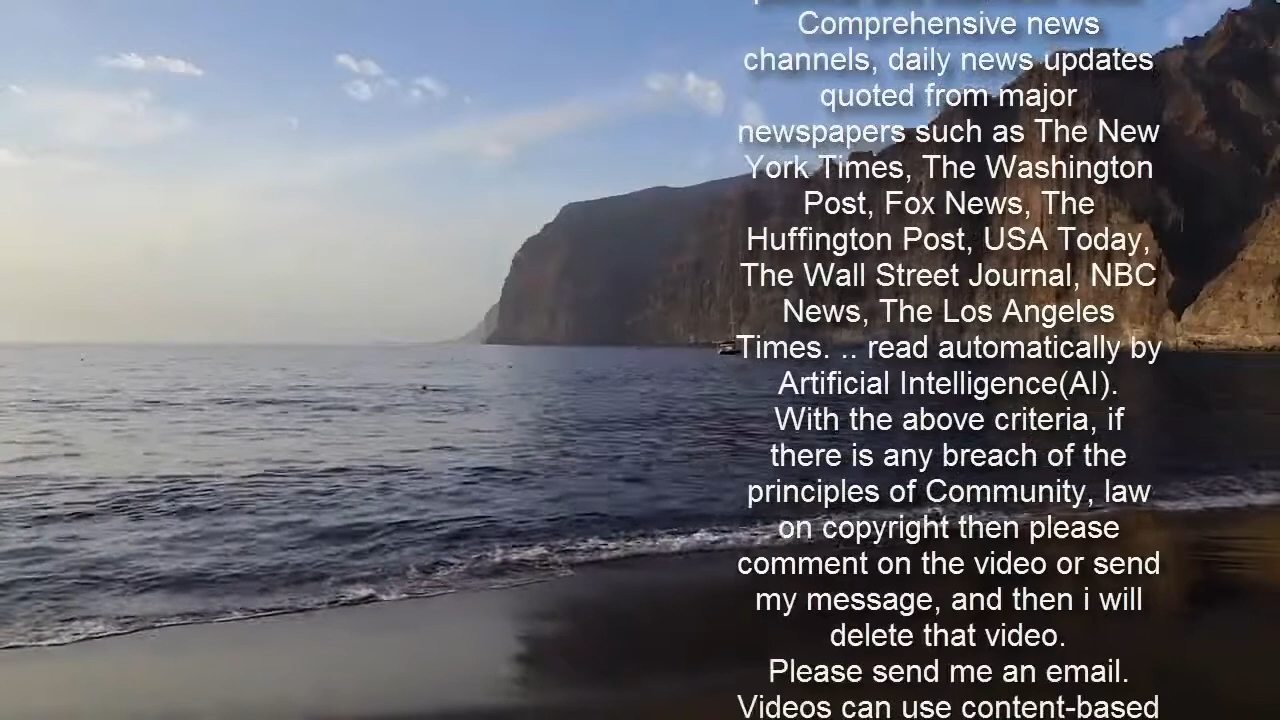 Comprehensive news
channels, daily news updates
quoted from major
newspapers such as The New
York Times, The Washington
Post, Fox News, The
Huffington Post, USA Today,
The Wall Street Journal, NBC
News, The Los Angeles
Times. .. read automatically by
Artificial Intelligence(AI).
With the above criteria, if
there is any breach of the
principles of Community, law
on copyright then please
comment on the video or send
my message, and then i will
delete that video.
Please send me an email.
Videos can use content-based